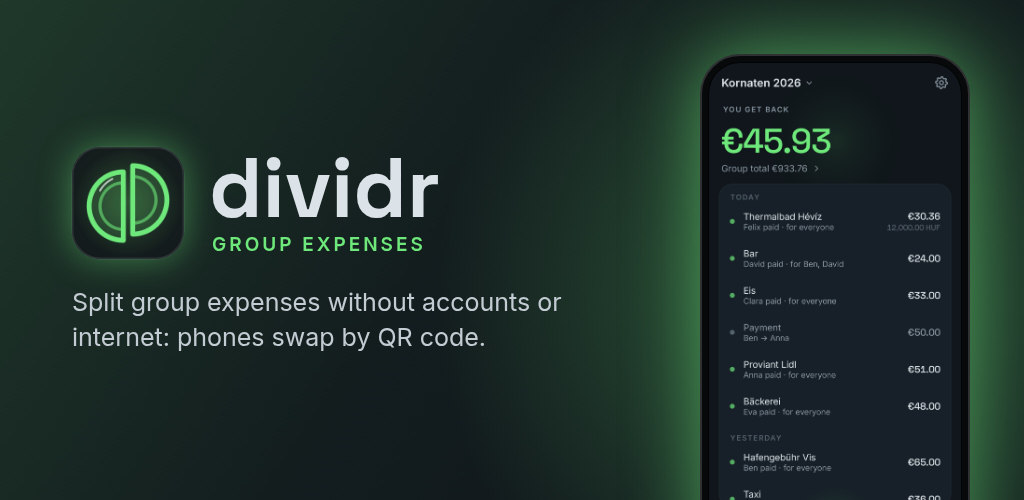 dividr
GROUP EXPENSES
Split group expenses without accounts or
internet: phones swap by QR code.
Kornaten 2026
YOU GET BACK
€45.93
Group total €933.76 >
TODAY
Thermalbad Hévíz €30.36
Felix paid · for everyone 12,000.00 HUF
Bar €24.00
David paid · for Ben, David
Eis €33.00
Clara paid · for everyone
Payment €50.00
Ben → Anna
Proviant Lidl €51.00
Anna paid · for everyone
Bäckerei €48.00
Eva paid · for everyone
YESTERDAY
Hafengebühr Vis €65.00
Ben paid · for everyone
Taxi €36.00